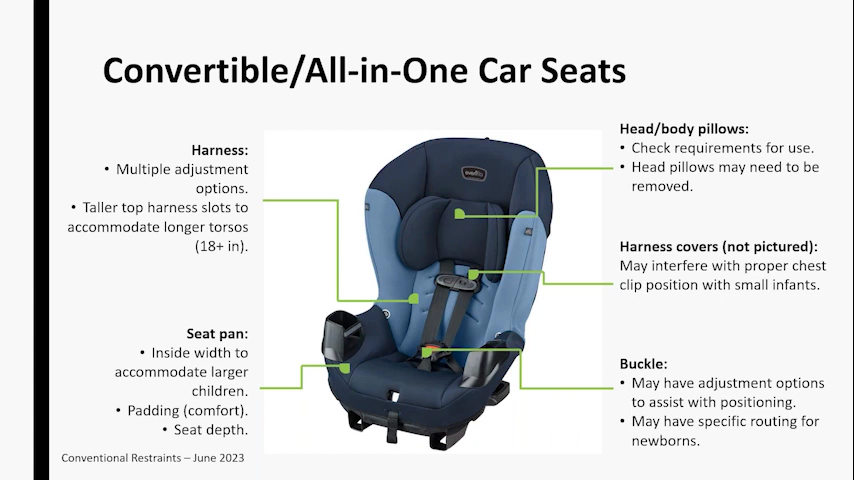 Convertible/All-in-One Car Seats
Harness:
• Multiple adjustment
options.
• Taller top harness slots to
accommodate longer torsos
(18+ in).
Seat pan:
• Inside width to
accommodate larger
children.
• Padding (comfort).
• Seat depth.
Head/body pillows:
• Check requirements for use.
• Head pillows may need to be
removed.
Harness covers (not pictured):
May interfere with proper chest
clip position with small infants.
Buckle:
• May have adjustment options
to assist with positioning.
• May have specific routing for
newborns.
evenflo
Conventional Restraints – June 2023